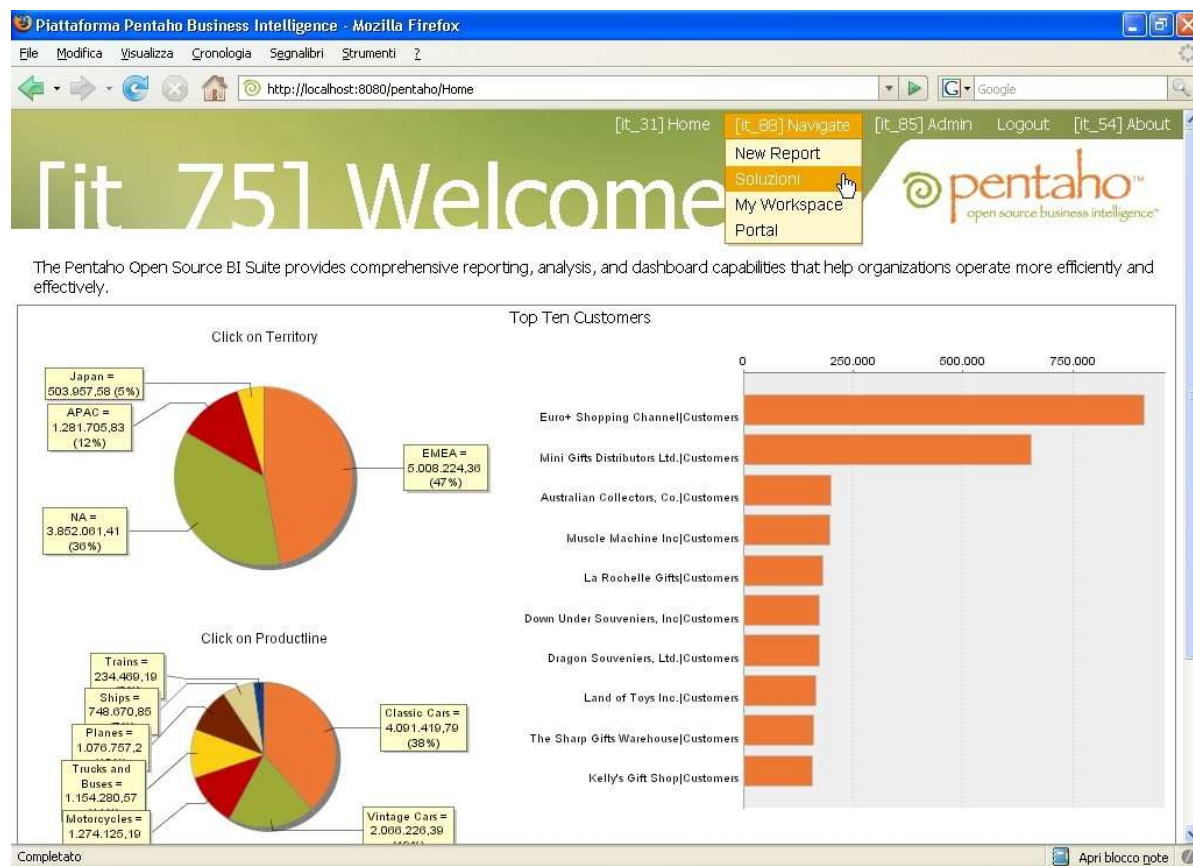 Piattaforma Pentaho Business Intelligence - Mozilla Firefox
File Modifica Visualizza Cronologia Segnalibri Strumenti ?
http://localhost:8080/pentaho/Home
Google
[it_31] Home [it_88] Navigate [it_85] Admin Logout [it_54] About
New Report
Soluzioni
My Workspace
Portal
[it_75] Welcome
pentaho™
open source business intelligence™
The Pentaho Open Source BI Suite provides comprehensive reporting, analysis, and dashboard capabilities that help organizations operate more efficiently and
effectively.
Top Ten Customers
Click on Territory
Japan =
503.957,58 (5%)
APAC =
1.281.705,83
(12%)
EMEA =
5.008.224,36
(47%)
NA =
3.852.061,41
(36%)
Click on Productline
Trains =
234.469,19
Ships =
748.670,85
Planes =
1.076.757,2
Trucks and
Buses =
1.154.280,57
Motorcycles =
1.274.125,19
Classic Cars =
4.091.419,79
(38%)
Vintage Cars =
2.066.226,39
0 250.000 500.000 750.000
Euro+ Shopping Channel|Customers
Mini Gifts Distributors Ltd.|Customers
Australian Collectors, Co.|Customers
Muscle Machine Inc|Customers
La Rochelle Gifts|Customers
Down Under Souveniers, Inc|Customers
Dragon Souveniers, Ltd.|Customers
Land of Toys Inc.|Customers
The Sharp Gifts Warehouse|Customers
Kelly's Gift Shop|Customers
Completato
Apri blocco note